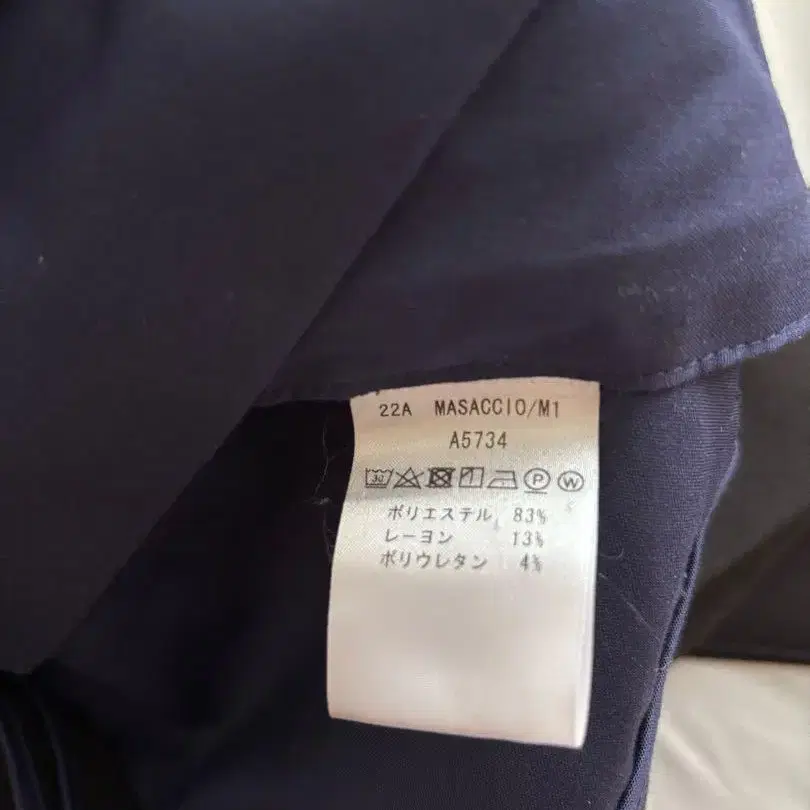 22A MASACCIO/M1
A5734
30 P W
ポリエステル 83%
レーヨン 13%
ポリウレタン 4%